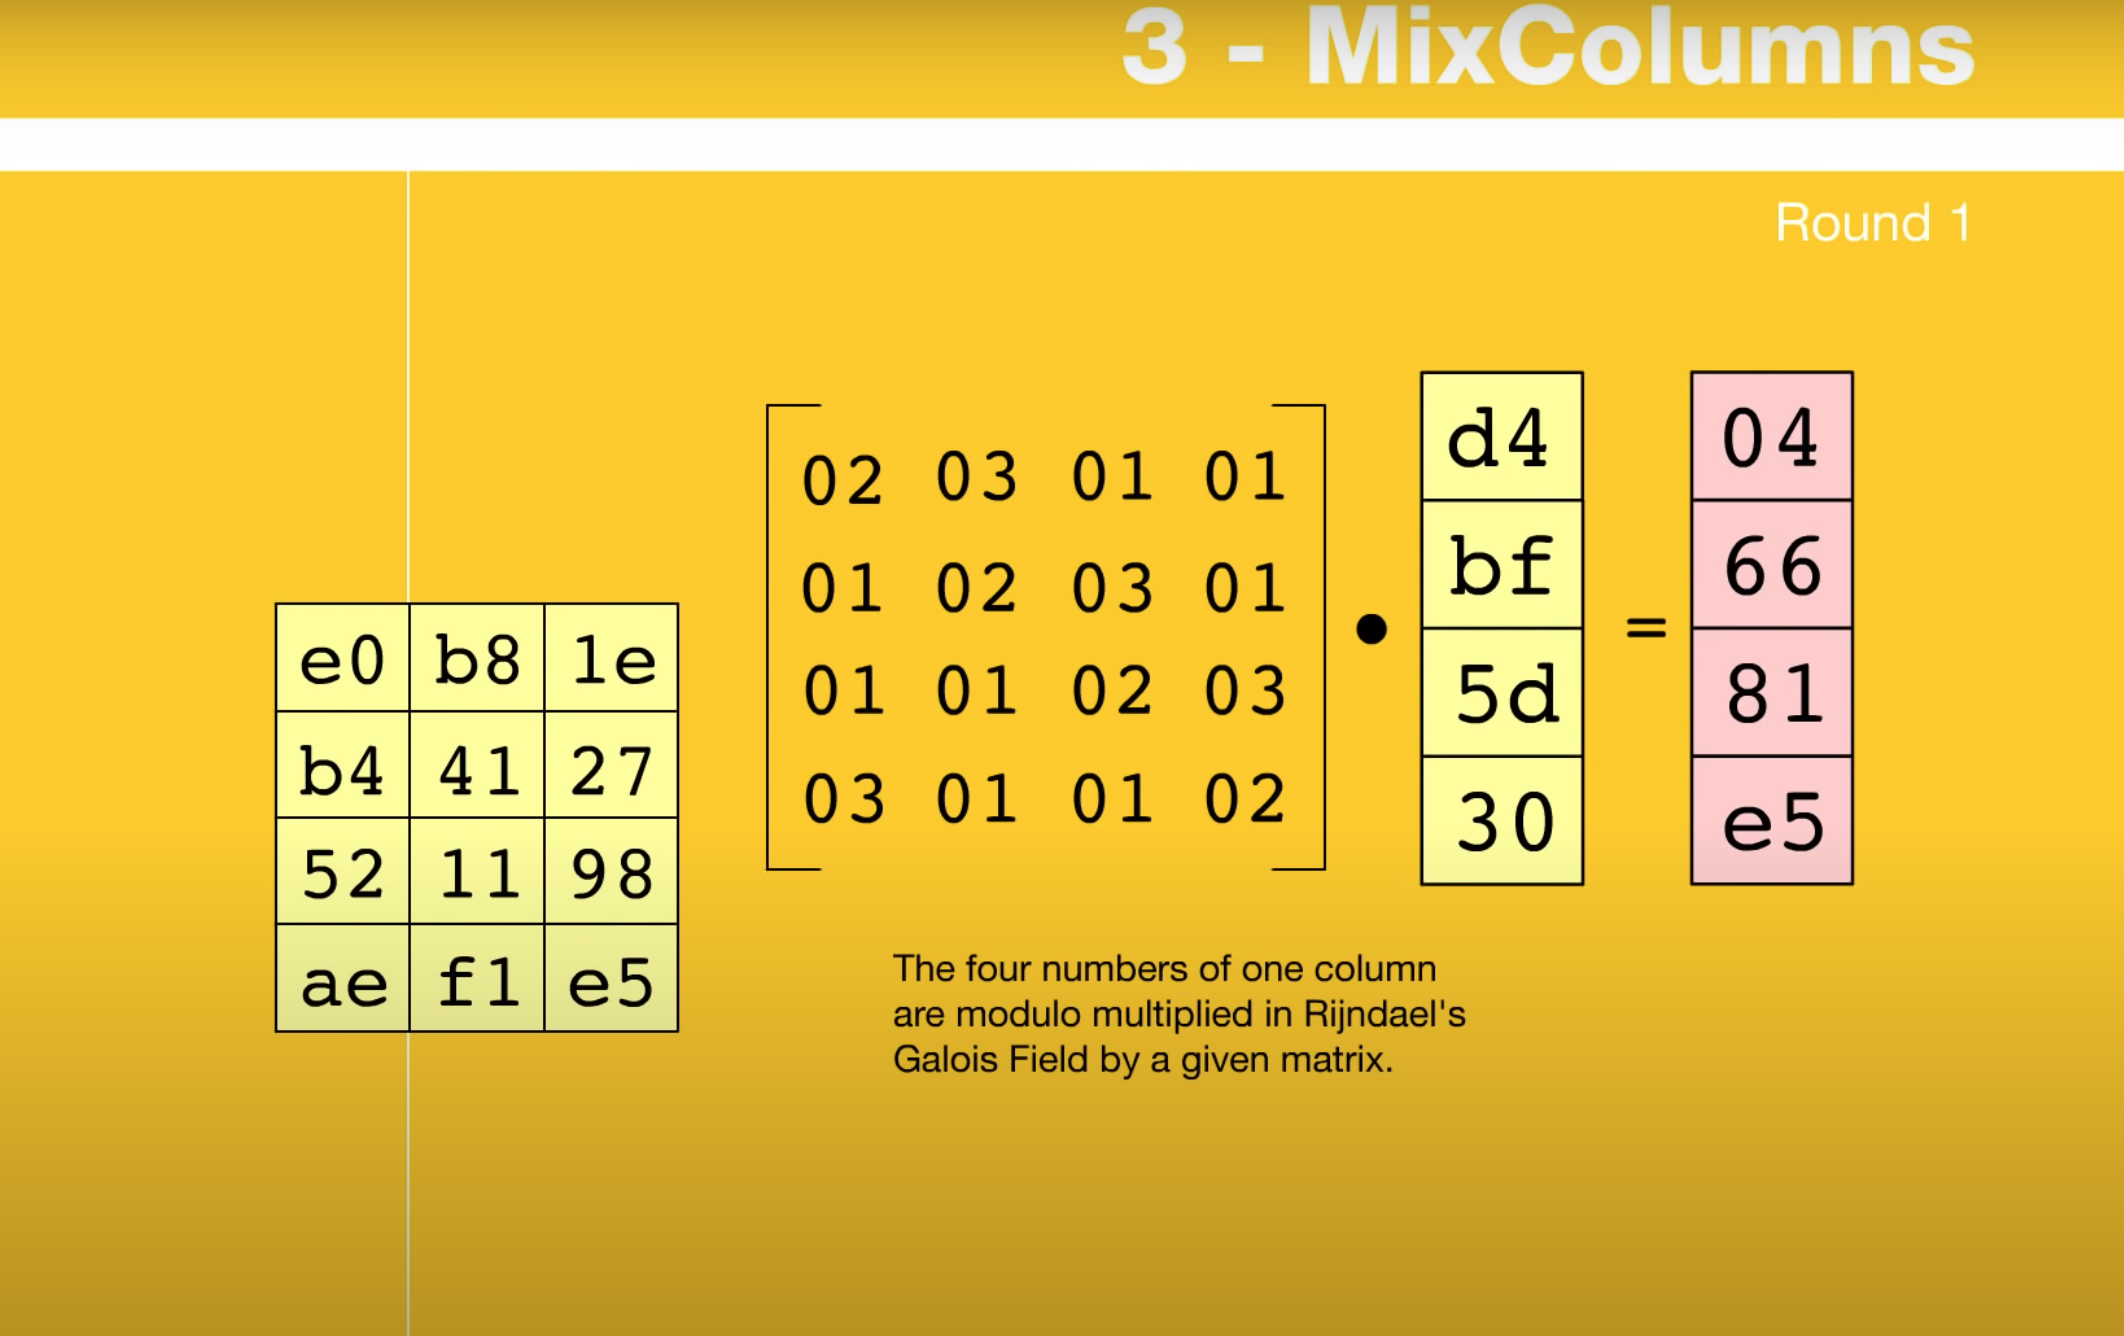 3 - MixColumns
Round 1
e0 b8 1e
b4 41 27
52 11 98
ae f1 e5
02 03 01 01
01 02 03 01
01 01 02 03
03 01 01 02
•
d4
bf
5d
30
=
04
66
81
e5
The four numbers of one column
are modulo multiplied in Rijndael's
Galois Field by a given matrix.